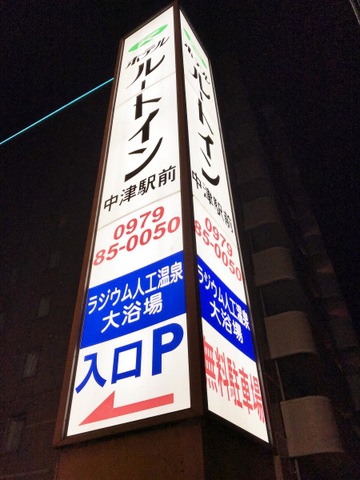 ホテル
ルートイン
中津駅前
0979
85-0050
ラジウム人工温泉
大浴場
入口P
ホテル
ルートイン
中津駅前
0979
85-0050
ラジウム人工温泉
大浴場
無料駐車場